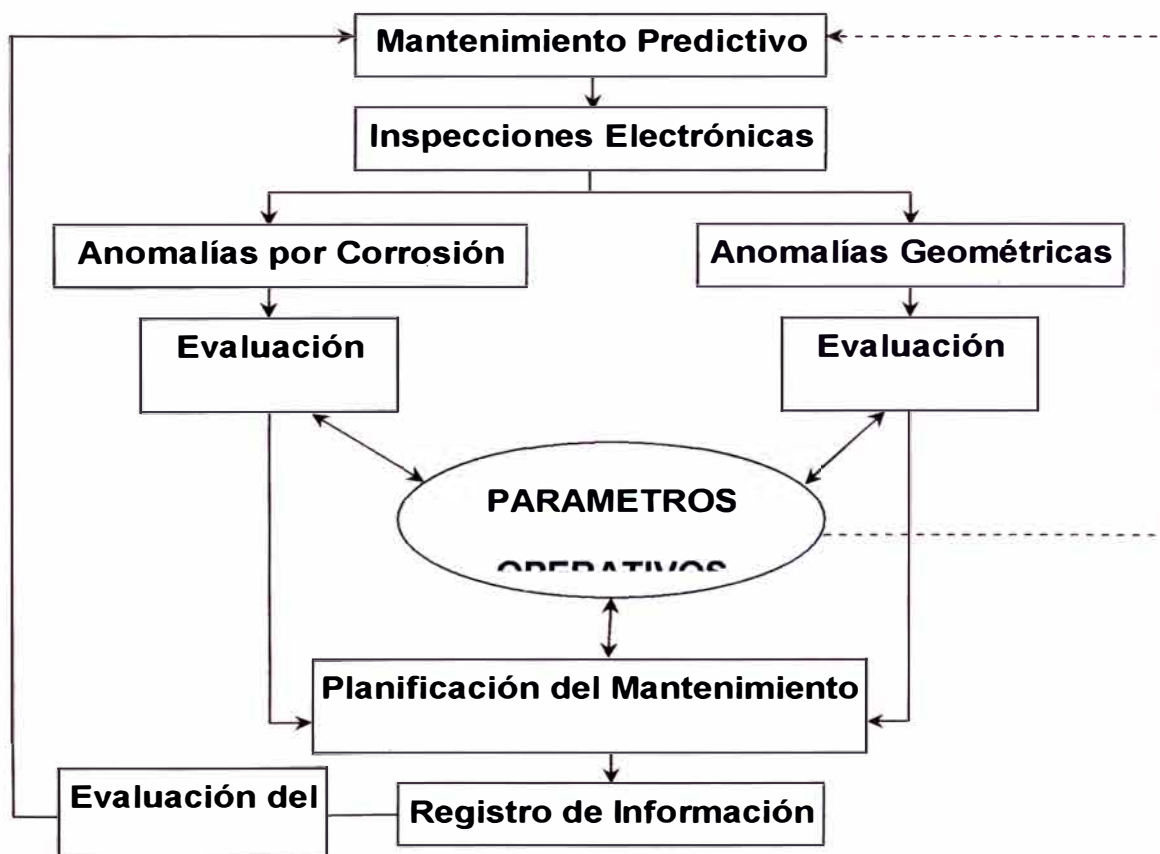 Mantenimiento Predictivo
Inspecciones Electrónicas
Anomalías por Corrosión
Anomalías Geométricas
Evaluación
Evaluación
PARAMETROS
OPERATIVOS
Planificación del Mantenimiento
Evaluación del
Registro de Información